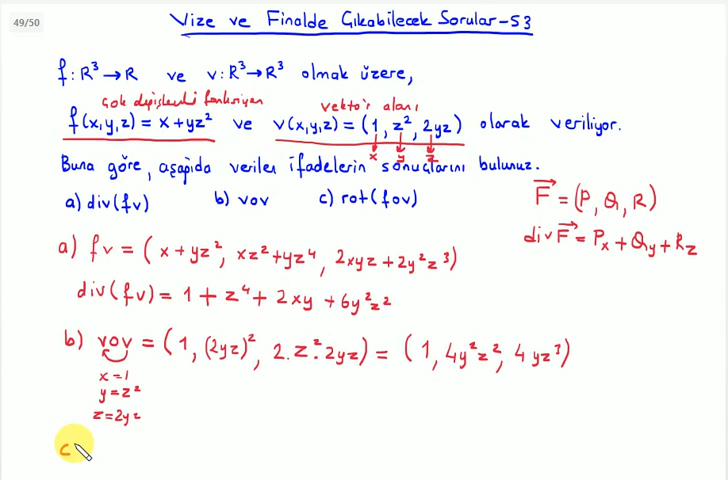 49/50
Vize ve Finalde Çıkabilecek Sorular-53
f: R³→R ve v: R³→R³ olmak üzere,
çok değişkenli fonksiyon vektör alanı
f(x,y,z) = x+yz² ve v(x,y,z) = (1, z², 2yz) olarak veriliyor.
x y z
Buna göre, aşağıda verilen ifadelerin sonuçlarını bulunuz.
a) div(fv) b) vov c) rot(fov)
F = (P, Q, R)
div F = Px + Qy + Rz
a) fv = (x+yz², xz²+yz⁴, 2xyz+2y²z³)
div(fv) = 1 + z⁴ + 2xy + 6y²z²
b) vov = (1, (2yz)², 2.z².2yz) = (1, 4y²z², 4yz³)
x=1
y=z²
z=2yz
c